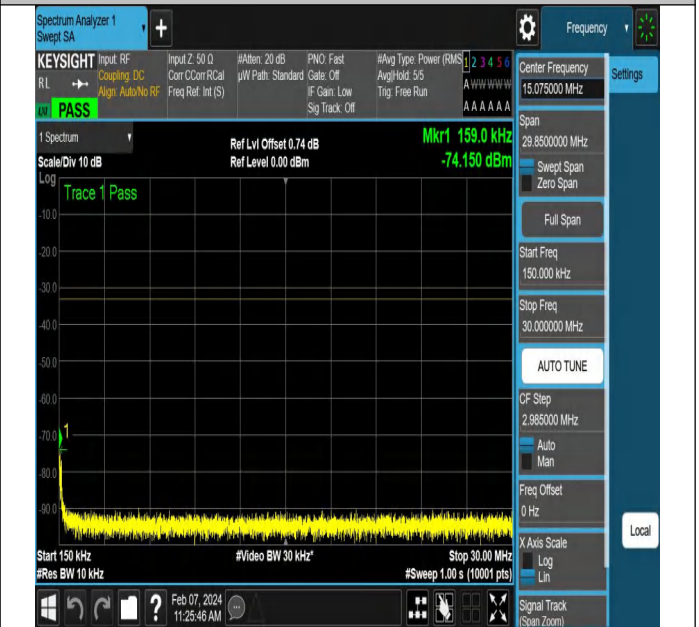 Spectrum Analyzer 1
Swept SA
+
Frequency
KEYSIGHT
Input: RF
Coupling: DC
Align: Auto/No RF
Input Z: 50 Ω
Corr CCorr RCal
Freq Ref: Int (S)
#Atten: 20 dB
µW Path: Standard
PNO: Fast
Gate: Off
IF Gain: Low
Sig Track: Off
#Avg Type: Power (RMS
Avg|Hold: 5/5
Trig: Free Run
1 2 3 4 5 6
A W W W W W
A A A A A A
RL
PASS
1 Spectrum
Scale/Div 10 dB
Ref Lvl Offset 0.74 dB
Ref Level 0.00 dBm
Mkr1 159.0 kHz
-74.150 dBm
Log
Trace 1 Pass
-10.0
-20.0
-30.0
-40.0
-50.0
-60.0
-70.0
1
-80.0
-90.0
Start 150 kHz
#Res BW 10 kHz
#Video BW 30 kHz*
Stop 30.00 MHz
#Sweep 1.00 s (10001 pts)
Feb 07, 2024
11:25:46 AM
?
Center Frequency
15.075000 MHz
Settings
Span
29.8500000 MHz
Swept Span
Zero Span
Full Span
Start Freq
150.000 kHz
Stop Freq
30.000000 MHz
AUTO TUNE
CF Step
2.985000 MHz
Auto
Man
Freq Offset
0 Hz
X Axis Scale
Log
Lin
Local
Signal Track
(Span Zoom)